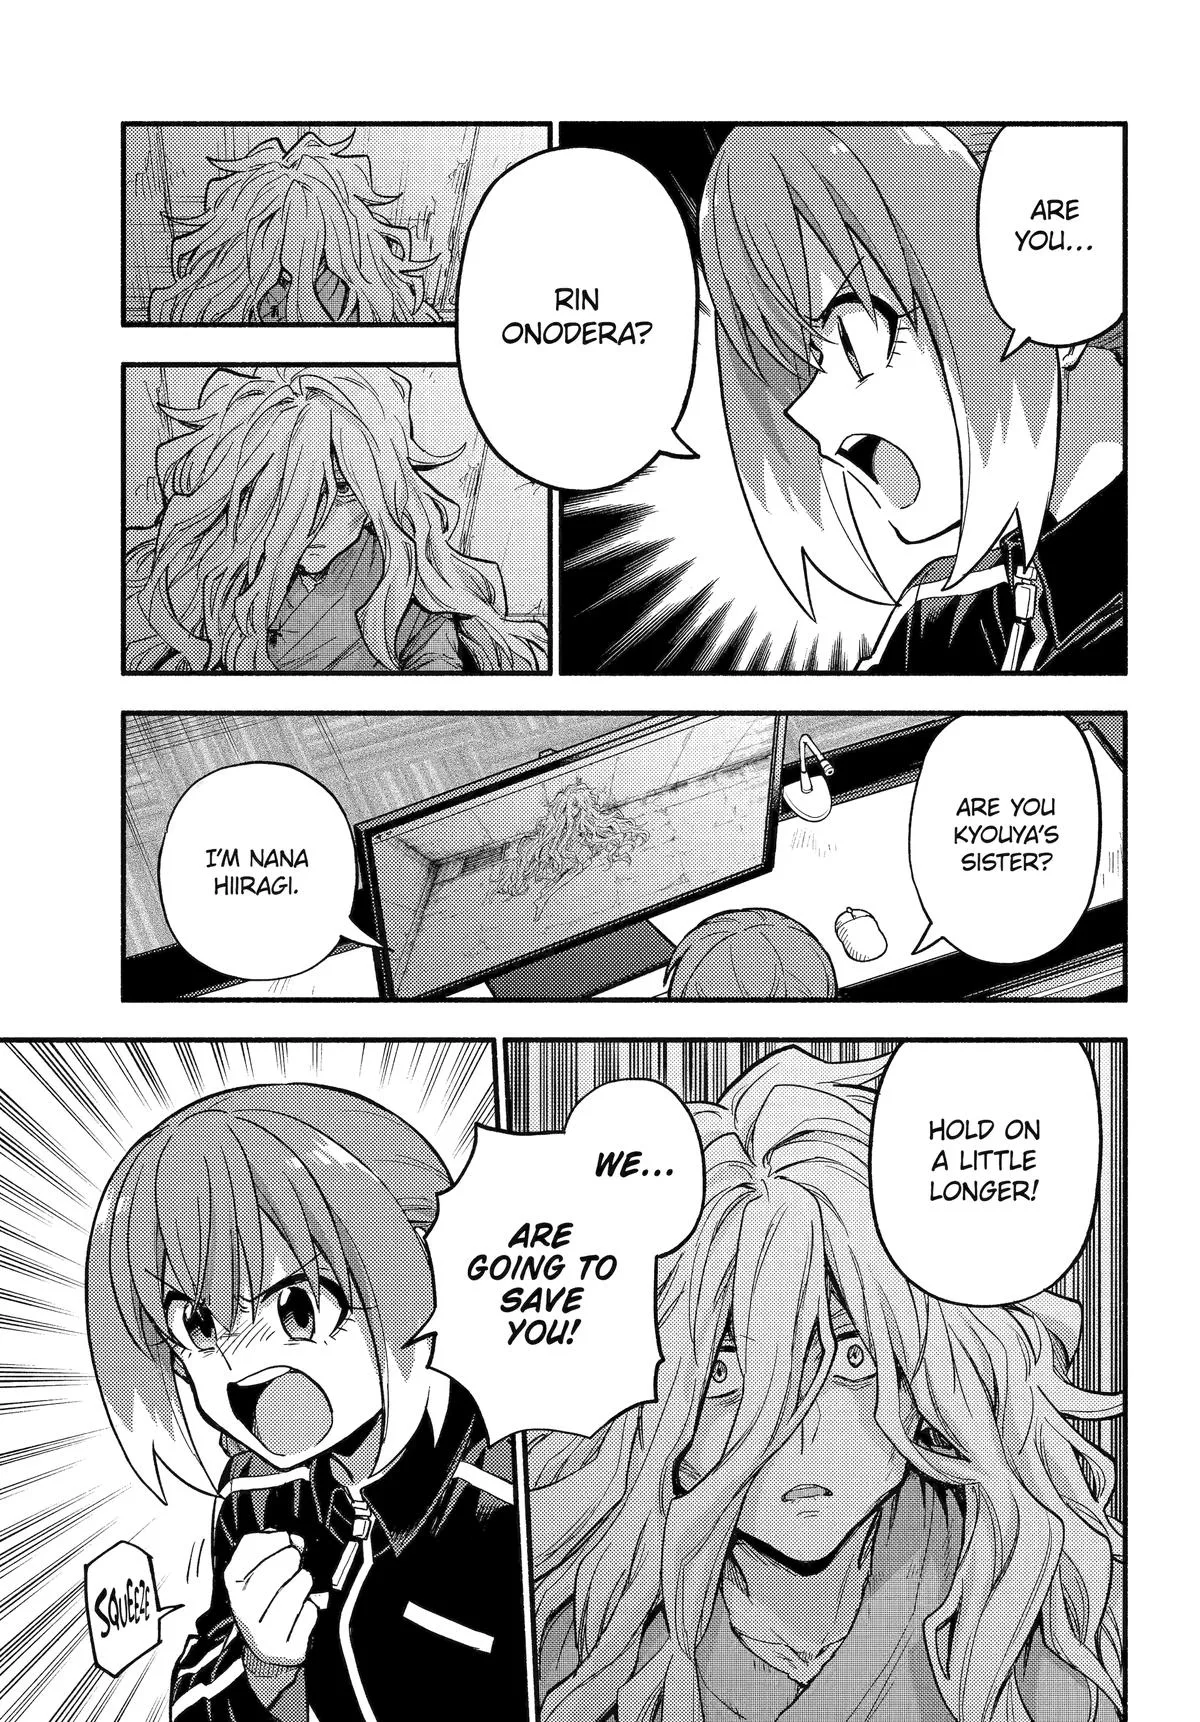 ARE
YOU...
RIN
ONODERA?
ARE YOU
KYOUYA'S
SISTER?
I'M NANA
HIIRAGI.
HOLD ON
A LITTLE
LONGER!
WE...
ARE
GOING TO
SAVE
YOU!
SQUEEZE